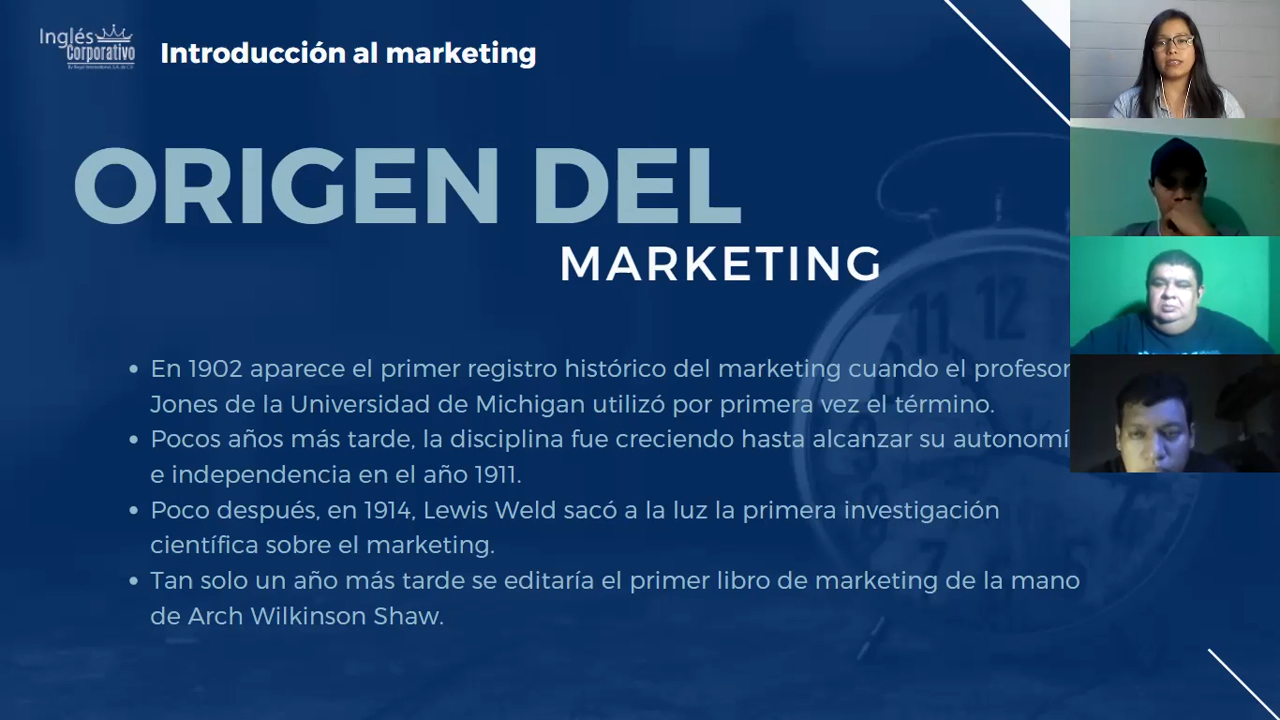 Inglés
Corporativo
Introducción al marketing
ORIGEN DEL
MARKETING
11 12
• En 1902 aparece el primer registro histórico del marketing cuando el profesor
Jones de la Universidad de Michigan utilizó por primera vez el término.
• Pocos años más tarde, la disciplina fue creciendo hasta alcanzar su autonomí
e independencia en el año 1911.
• Poco después, en 1914, Lewis Weld sacó a la luz la primera investigación
científica sobre el marketing.
• Tan solo un año más tarde se editaría el primer libro de marketing de la mano
de Arch Wilkinson Shaw.